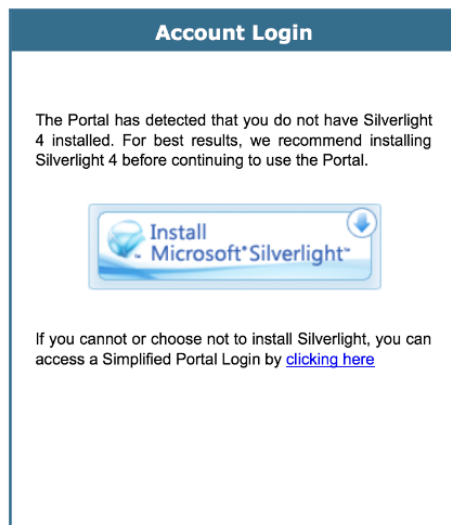 Account Login
The Portal has detected that you do not have Silverlight
4 installed. For best results, we recommend installing
Silverlight 4 before continuing to use the Portal.
Install
Microsoft® Silverlight™
If you cannot or choose not to install Silverlight, you can
access a Simplified Portal Login by clicking here